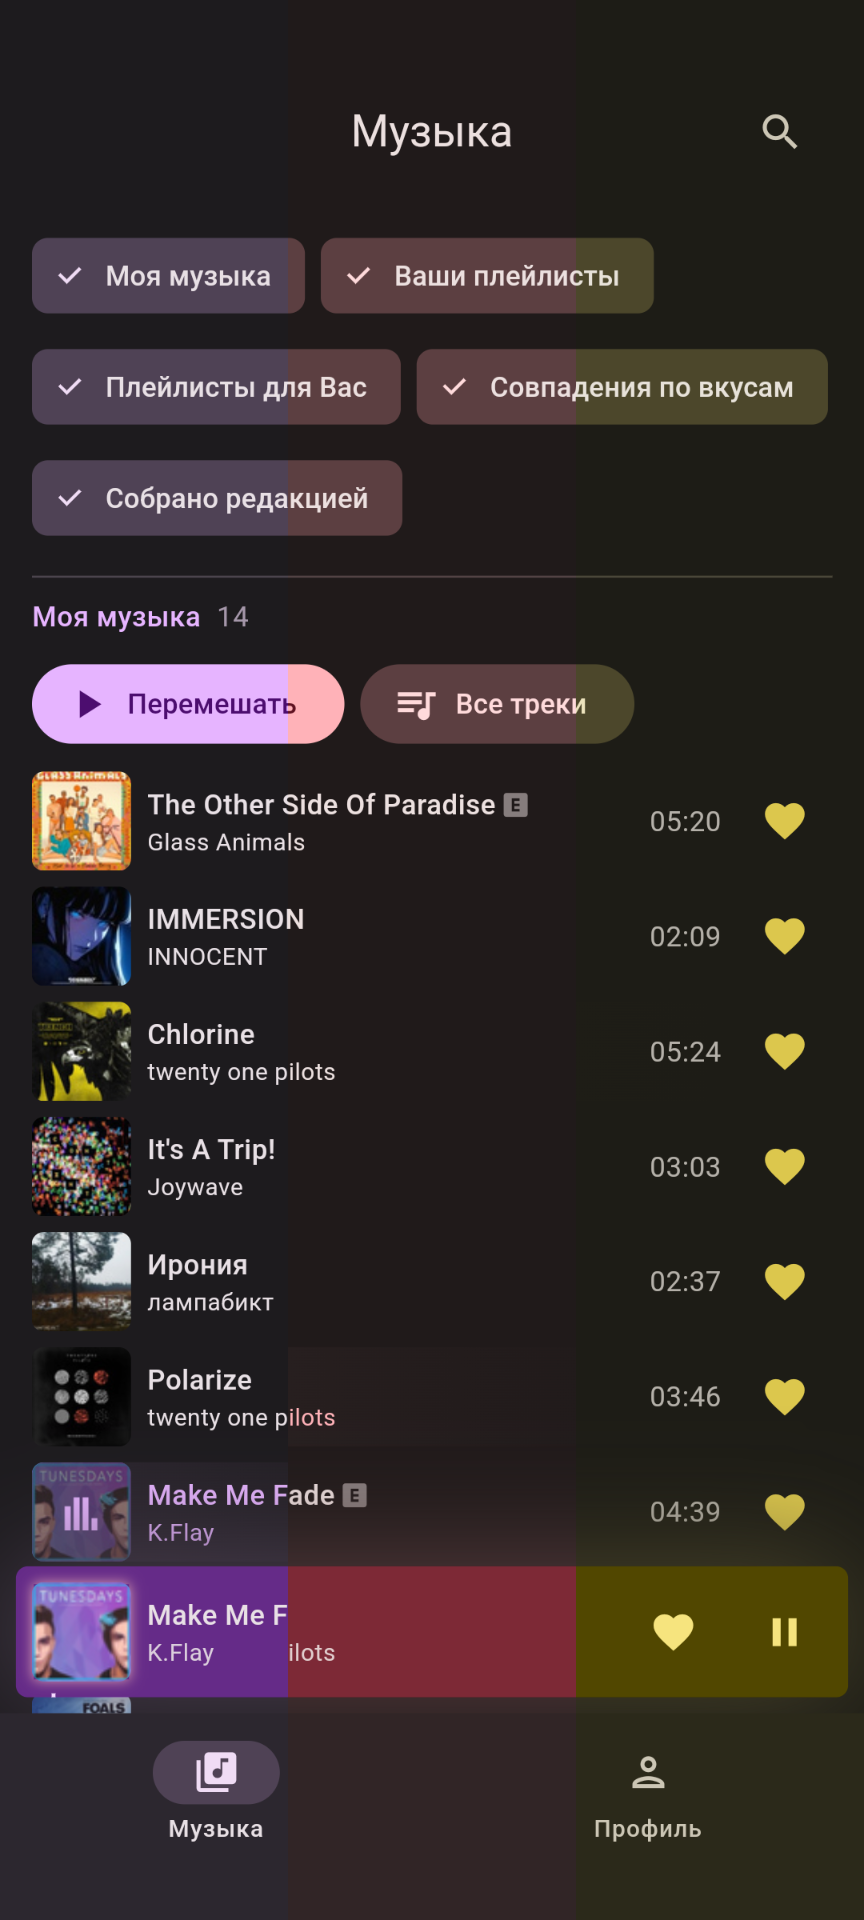 Музыка
Моя музыка
Ваши плейлисты
Плейлисты для Вас
Совпадения по вкусам
Собрано редакцией
Моя музыка 14
Перемешать
Все треки
GLASS ANIMALS
The Other Side Of Paradise E
Glass Animals
05:20
IMMERSION
INNOCENT
02:09
Chlorine
twenty one pilots
05:24
It's A Trip!
Joywave
03:03
Ирония
лампабикт
02:37
Polarize
twenty one pilots
03:46
TUNESDAYS
Make Me Fade E
K.Flay
04:39
TUNESDAYS
Make Me F
K.Flay ilots
FOALS
Музыка
Профиль